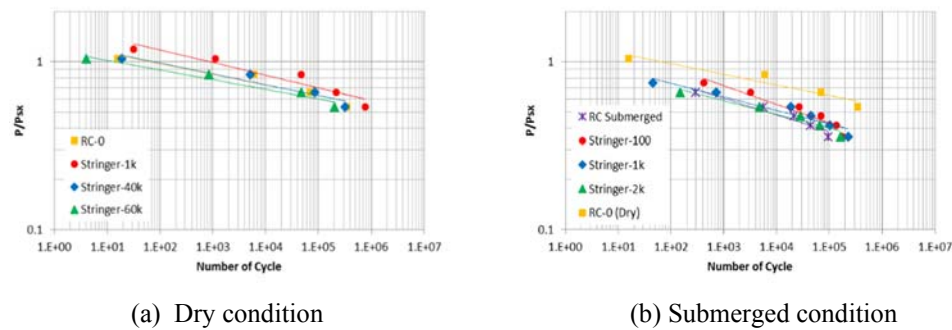 P/Psx
1
0.1
RC-0
Stringer-1k
Stringer-40k
Stringer-60k
1.E+00 1.E+01 1.E+02 1.E+03 1.E+04 1.E+05 1.E+06 1.E+07
Number of Cycle
(a) Dry condition
P/Psx
1
0.1
RC Submerged
Stringer-100
Stringer-1k
Stringer-2k
RC-0 (Dry)
1.E+00 1.E+01 1.E+02 1.E+03 1.E+04 1.E+05 1.E+06 1.E+07
Number of Cycle
(b) Submerged condition